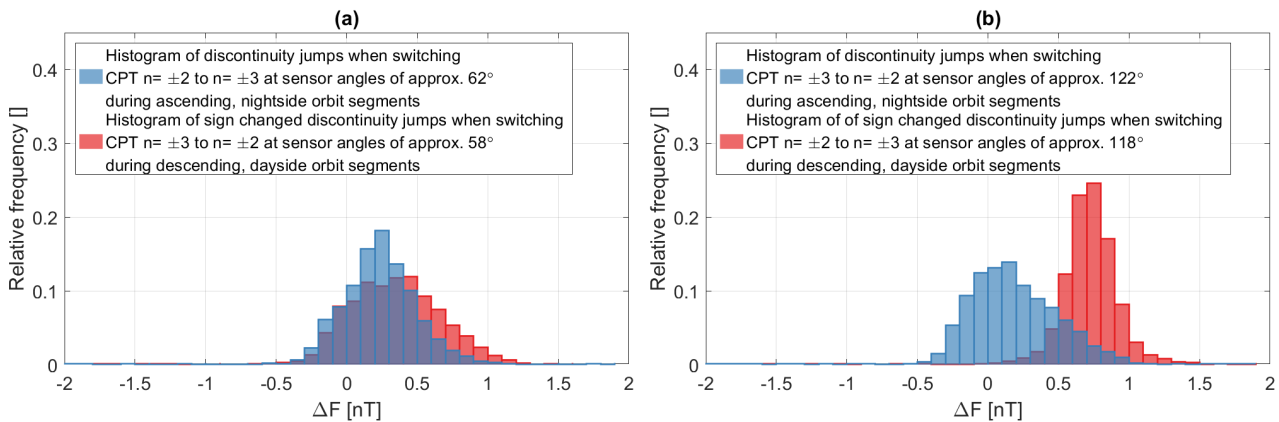 (a)
Histogram of discontinuity jumps when switching
CPT n= ±2 to n= ±3 at sensor angles of approx. 62°
during ascending, nightside orbit segments
Histogram of sign changed discontinuity jumps when switching
CPT n= ±3 to n= ±2 at sensor angles of approx. 58°
during descending, dayside orbit segments
Relative frequency []
0.4
0.3
0.2
0.1
0
-2
-1.5
-1
-0.5
0
0.5
1
1.5
2
ΔF [nT]
(b)
Histogram of discontinuity jumps when switching
CPT n= ±3 to n= ±2 at sensor angles of approx. 122°
during ascending, nightside orbit segments
Histogram of of sign changed discontinuity jumps when switching
CPT n= ±2 to n= ±3 at sensor angles of approx. 118°
during descending, dayside orbit segments
Relative frequency []
0.4
0.3
0.2
0.1
0
-2
-1.5
-1
-0.5
0
0.5
1
1.5
2
ΔF [nT]